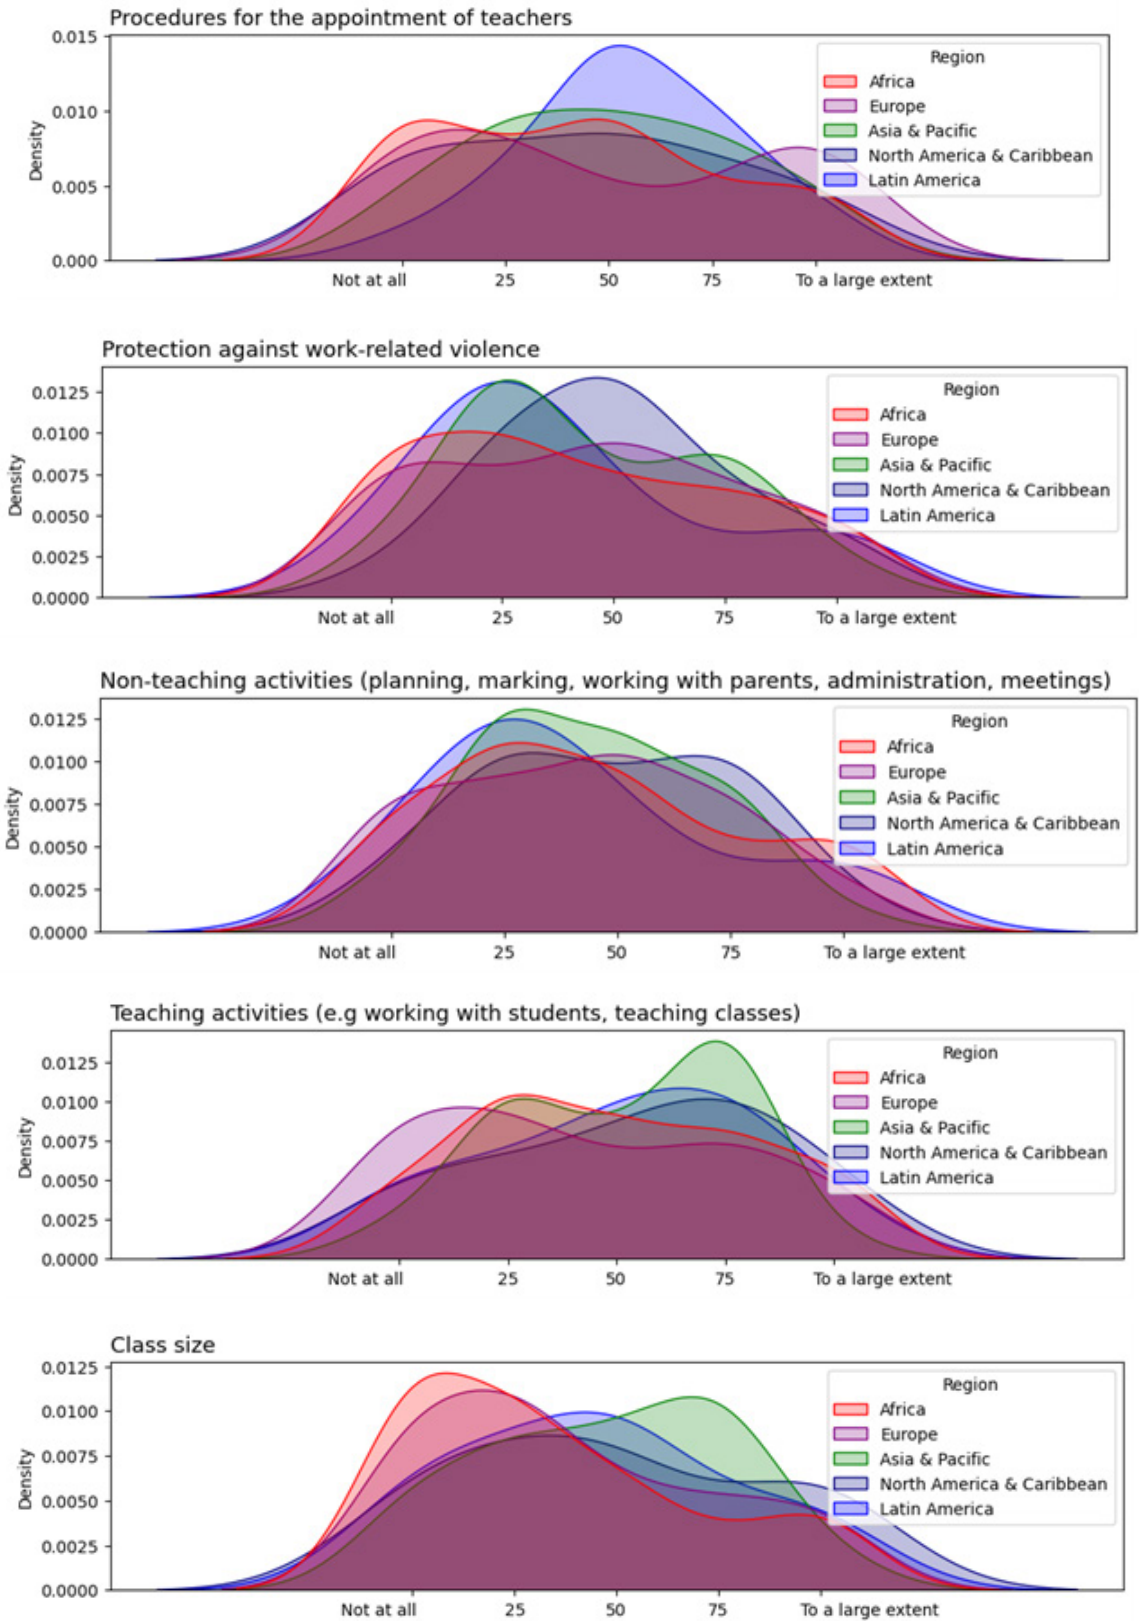 Procedures for the appointment of teachers
0.015
0.010
0.005
0.000
Density
Region
Africa
Europe
Asia & Pacific
North America & Caribbean
Latin America
Not at all 25 50 75 To a large extent
Protection against work-related violence
0.0125
0.0100
0.0075
0.0050
0.0025
0.0000
Density
Region
Africa
Europe
Asia & Pacific
North America & Caribbean
Latin America
Not at all 25 50 75 To a large extent
Non-teaching activities (planning, marking, working with parents, administration, meetings)
0.0125
0.0100
0.0075
0.0050
0.0025
0.0000
Density
Region
Africa
Europe
Asia & Pacific
North America & Caribbean
Latin America
Not at all 25 50 75 To a large extent
Teaching activities (e.g working with students, teaching classes)
0.0125
0.0100
0.0075
0.0050
0.0025
0.0000
Density
Region
Africa
Europe
Asia & Pacific
North America & Caribbean
Latin America
Not at all 25 50 75 To a large extent
Class size
0.0125
0.0100
0.0075
0.0050
0.0025
0.0000
Density
Region
Africa
Europe
Asia & Pacific
North America & Caribbean
Latin America
Not at all 25 50 75 To a large extent